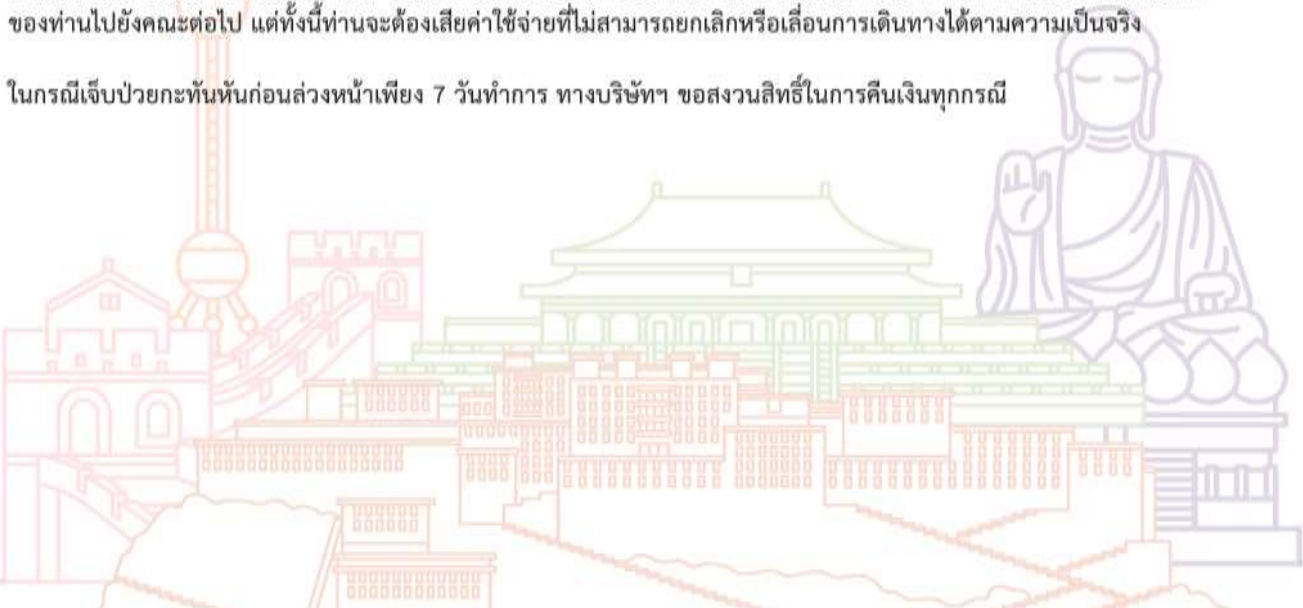 ของท่านไปยังคณะต่อไป แต่ทั้งนี้ท่านจะต้องเสียค่าใช้จ่ายที่ไม่สามารถยกเลิกหรือเลื่อนการเดินทางได้ตามความเป็นจริง
ในกรณีเจ็บป่วยกะทันหันก่อนล่วงหน้าเพียง 7 วันทำการ ทางบริษัทฯ ขอสงวนสิทธิ์ในการคืนเงินทุกกรณี